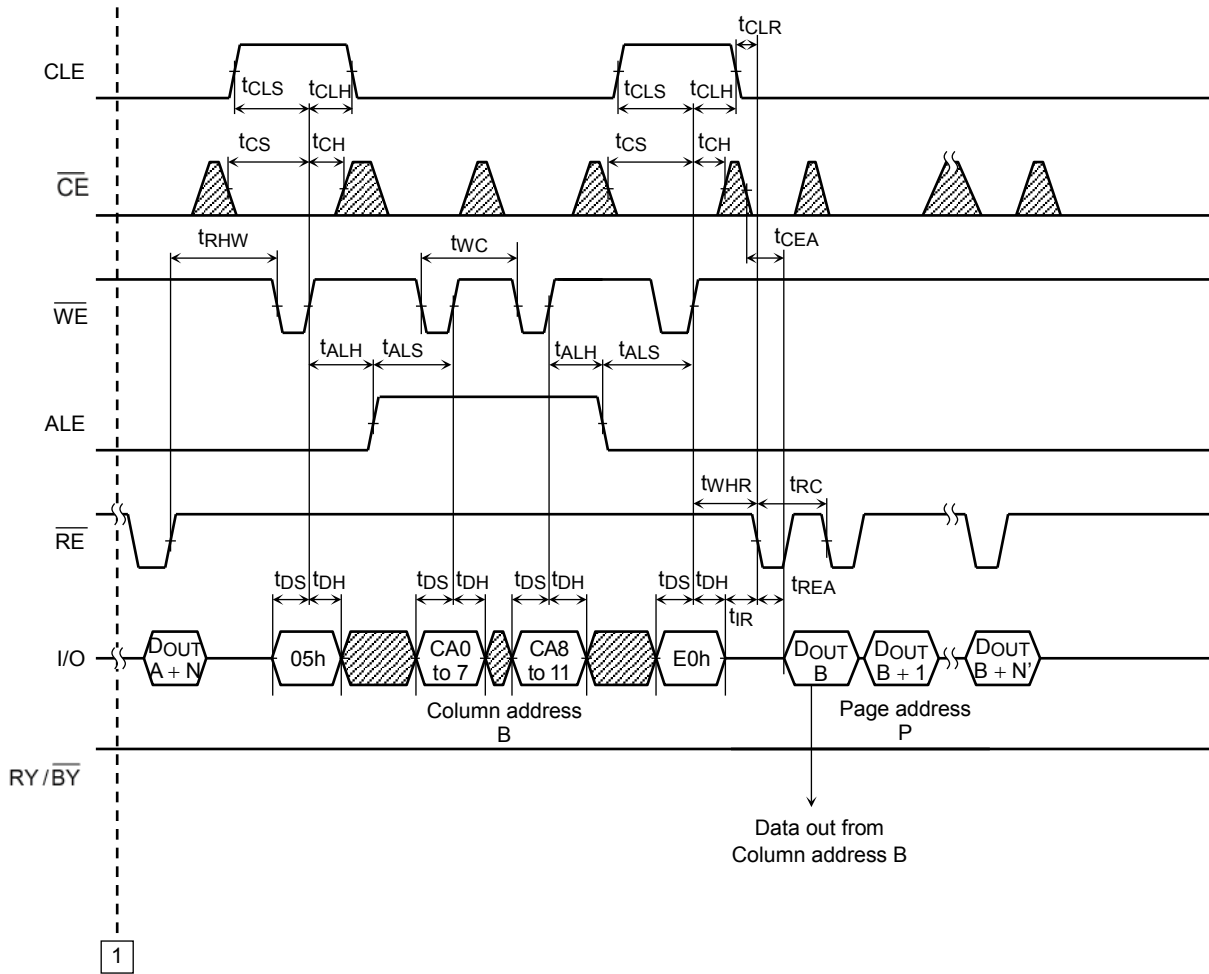 tCLR
CLE
tCLS
tCLH
tCLS
tCLH
tCS
tCH
tCS
tCH
CE
tCEA
tRHW
tWC
WE
tALH
tALS
tALH
tALS
ALE
tWHR
tRC
RE
tDS
tDH
tDS
tDH
tDS
tDH
tDS
tDH
tREA
tIR
I/O
DOUT
A + N
05h
CA0
to 7
CA8
to 11
E0h
DOUT
B
DOUT
B + 1
DOUT
B + N’
Column address
B
Page address
P
RY/BY
Data out from
Column address B
1